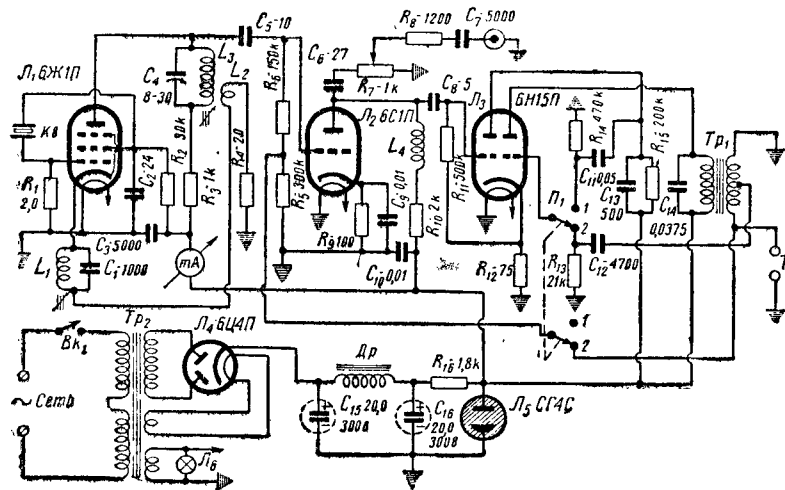 C5-10
R8-1200
C7-5000
Л1 6Ж1П
C4
8-30
L3
L2
R6 150к
C6-27
R7-1к
C8-5
Л3
6Н15П
R14 470к
R15 200к
Тр1
Кв
Л2 6С1П
L4
R1
2,0
C2-24
R2 30к
R3-1к
R4-20
R5 300к
C9 0,01
R10-2к
R11-500к
П1
1
2
C11 0,05
C13
500
C14
0,0375
C3-5000
L1
C1-1000
mA
R9-100
C10-0,01
R12-75
R13
21к
C12-4700
1
2
Т
Вк1
Тр2
Л4-6Ц4П
Др
R16-1,8к
~ Сеть
C15 20,0
300в
C16
20,0
300в
Л5 СГ4С
Л6